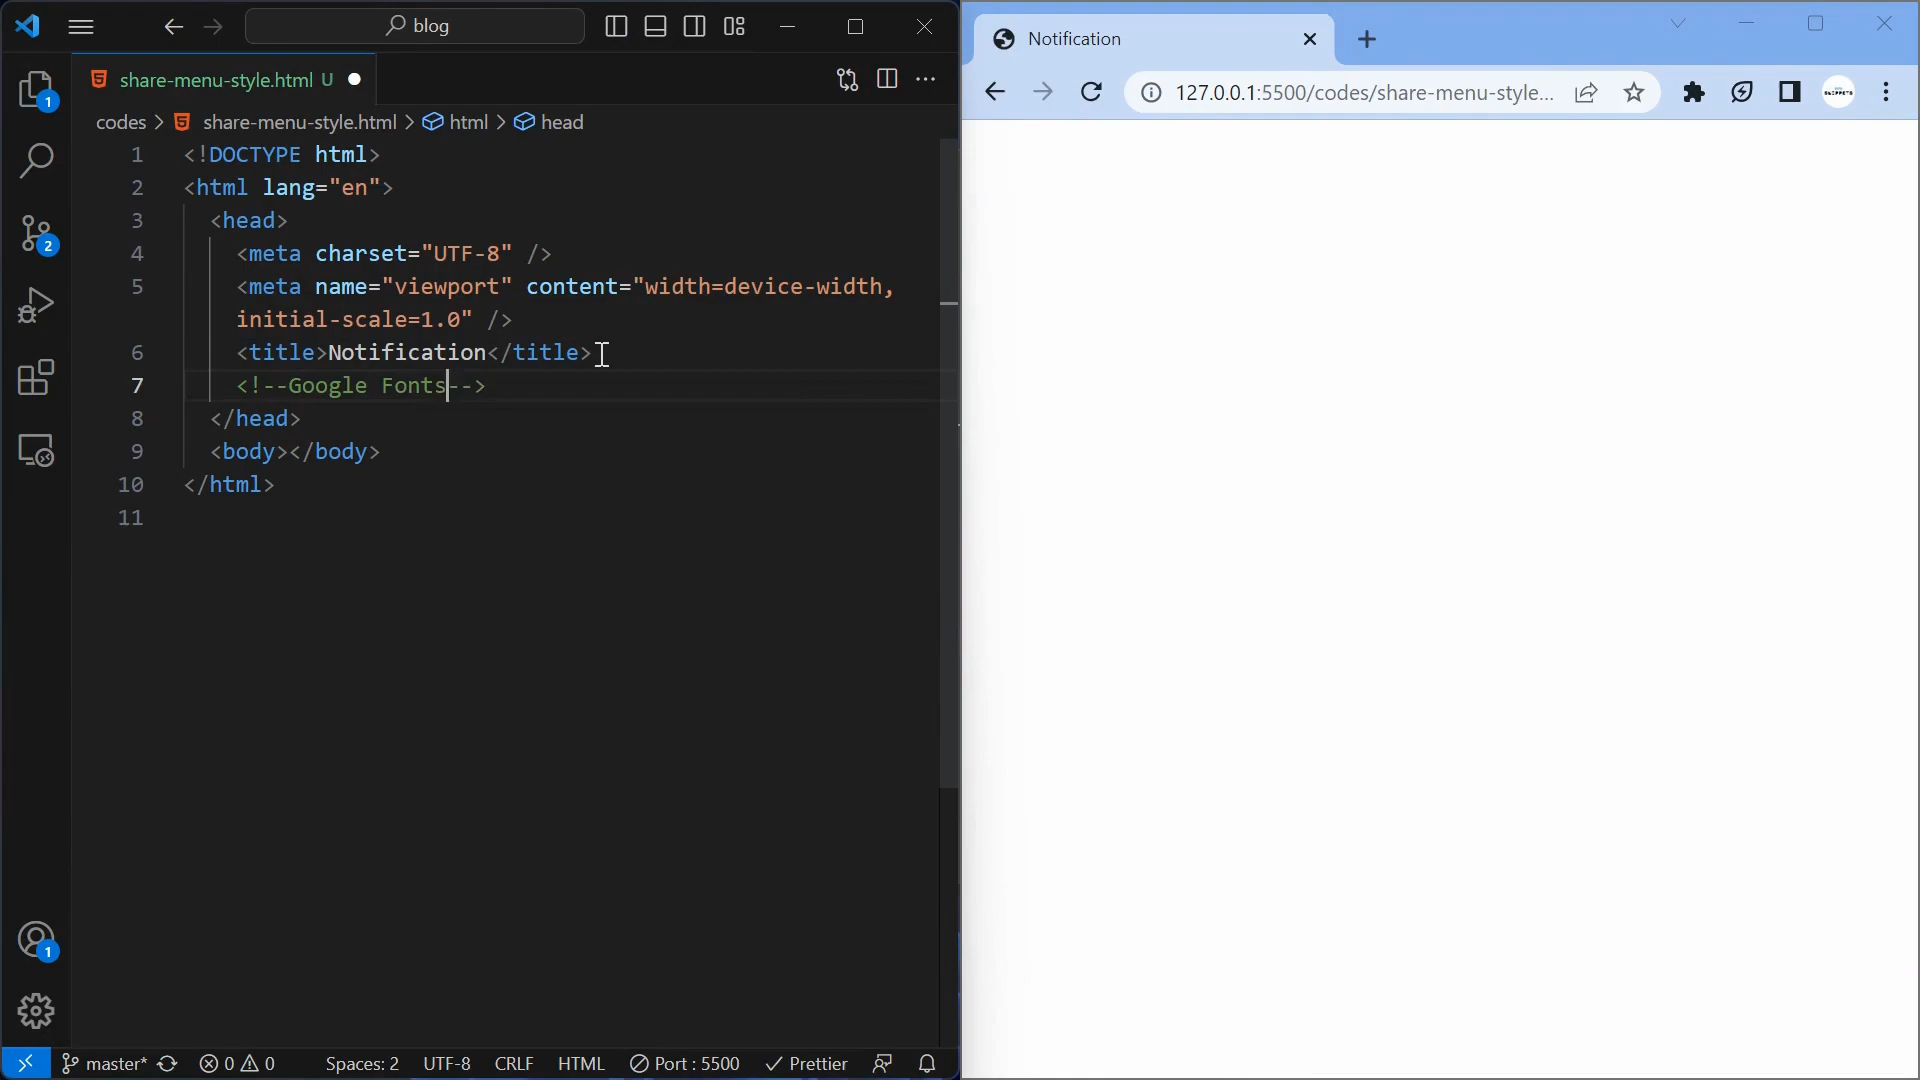 blog
Notification
share-menu-style.html U
127.0.0.1:5500/codes/share-menu-style...
codes > share-menu-style.html > html > head
1 <!DOCTYPE html>
2 <html lang="en">
3 <head>
4 <meta charset="UTF-8" />
5 <meta name="viewport" content="width=device-width,
initial-scale=1.0" />
6 <title>Notification</title>
7 <!--Google Fonts-->
8 </head>
9 <body></body>
10 </html>
11
1
2
1
master* 0 0 Spaces: 2 UTF-8 CRLF HTML Port : 5500 Prettier